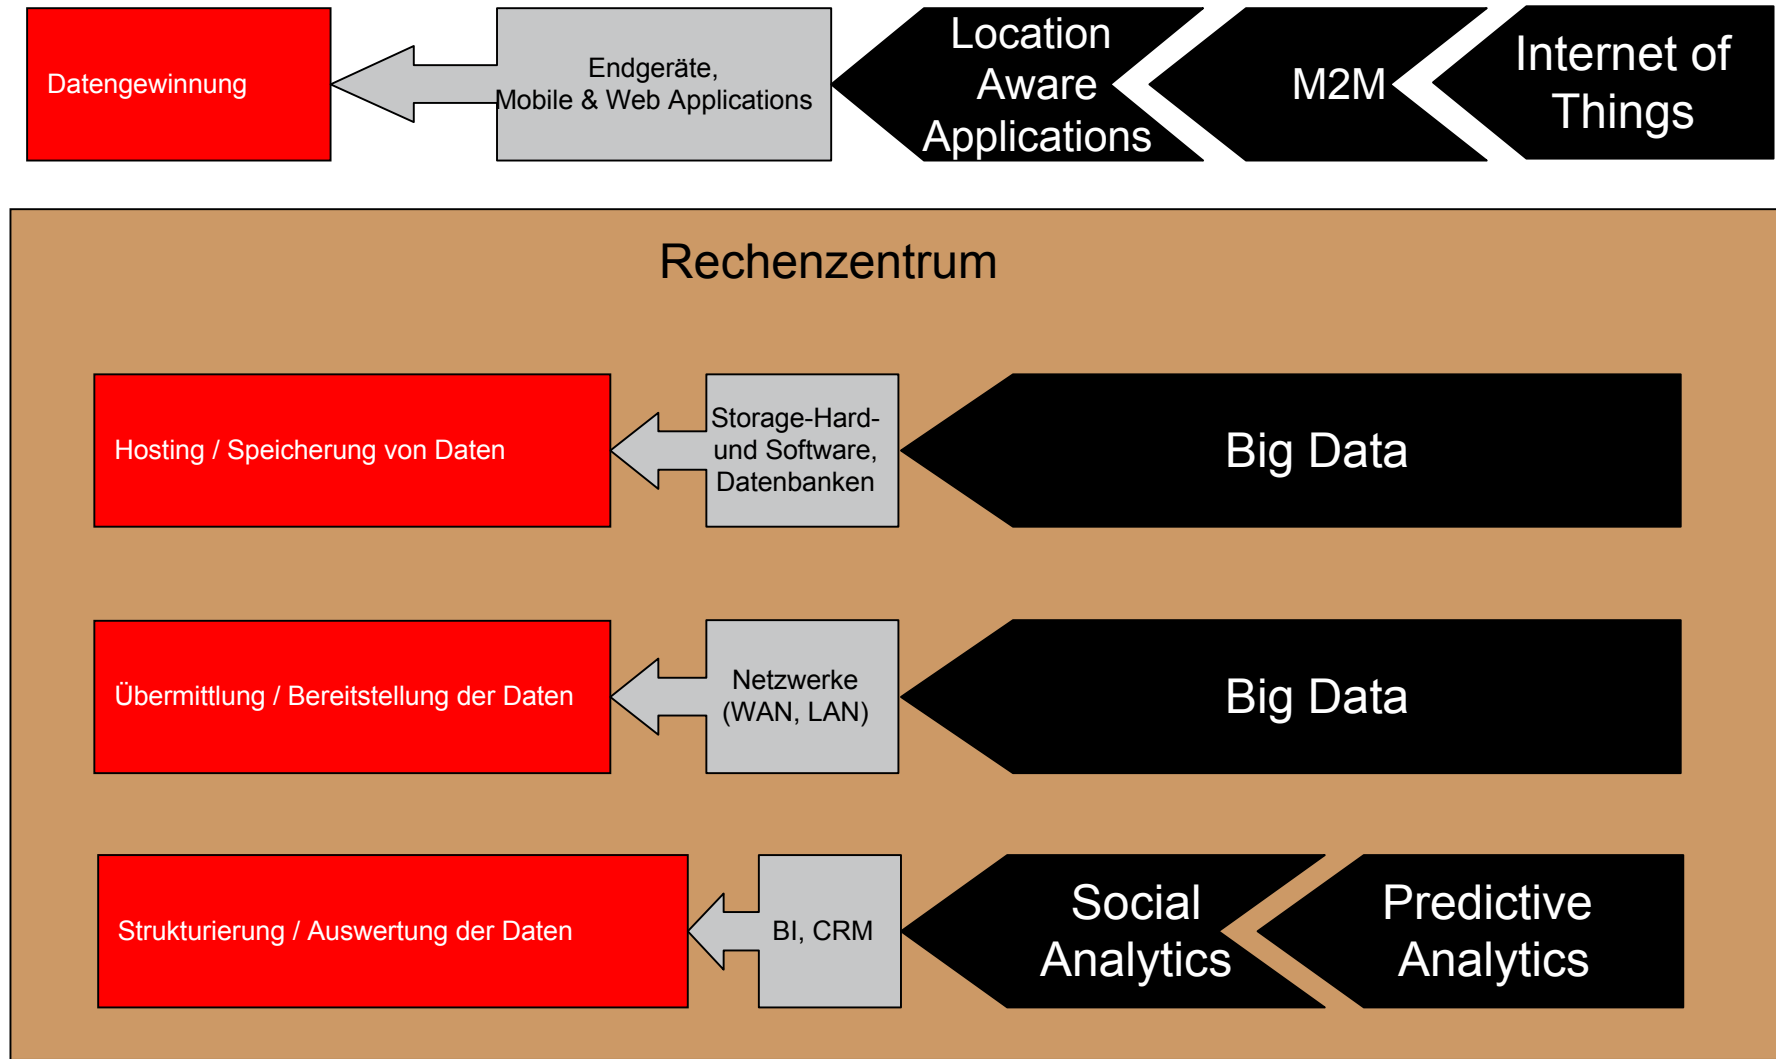 Datengewinnung
Endgeräte,
Mobile & Web Applications
Location
Aware
Applications
M2M
Internet of
Things
Rechenzentrum
Hosting / Speicherung von Daten
Storage-Hard-
und Software,
Datenbanken
Big Data
Übermittlung / Bereitstellung der Daten
Netzwerke
(WAN, LAN)
Big Data
Strukturierung / Auswertung der Daten
BI, CRM
Social
Analytics
Predictive
Analytics